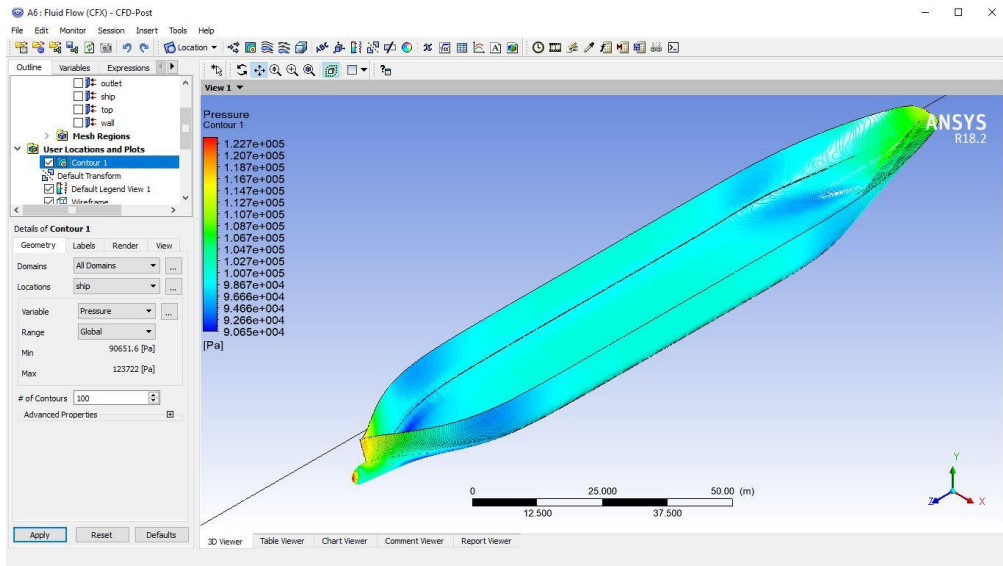 A6 : Fluid Flow (CFX) - CFD-Post
File Edit Monitor Session Insert Tools Help
Location
Outline Variables Expressions
outlet
ship
top
wall
Mesh Regions
User Locations and Plots
Contour 1
Default Transform
Default Legend View 1
Wireframe
Details of Contour 1
Geometry Labels Render View
Domains All Domains ...
Locations ship ...
Variable Pressure ...
Range Global
Min 90651.6 [Pa]
Max 123722 [Pa]
# of Contours 100
Advanced Properties
Apply Reset Defaults
View 1
Pressure
Contour 1
1.227e+005
1.207e+005
1.187e+005
1.167e+005
1.147e+005
1.127e+005
1.107e+005
1.087e+005
1.067e+005
1.047e+005
1.027e+005
1.007e+005
9.867e+004
9.666e+004
9.466e+004
9.266e+004
9.065e+004
[Pa]
ANSYS
R18.2
0 25.000 50.00 (m)
12.500 37.500
Y
Z X
3D Viewer Table Viewer Chart Viewer Comment Viewer Report Viewer